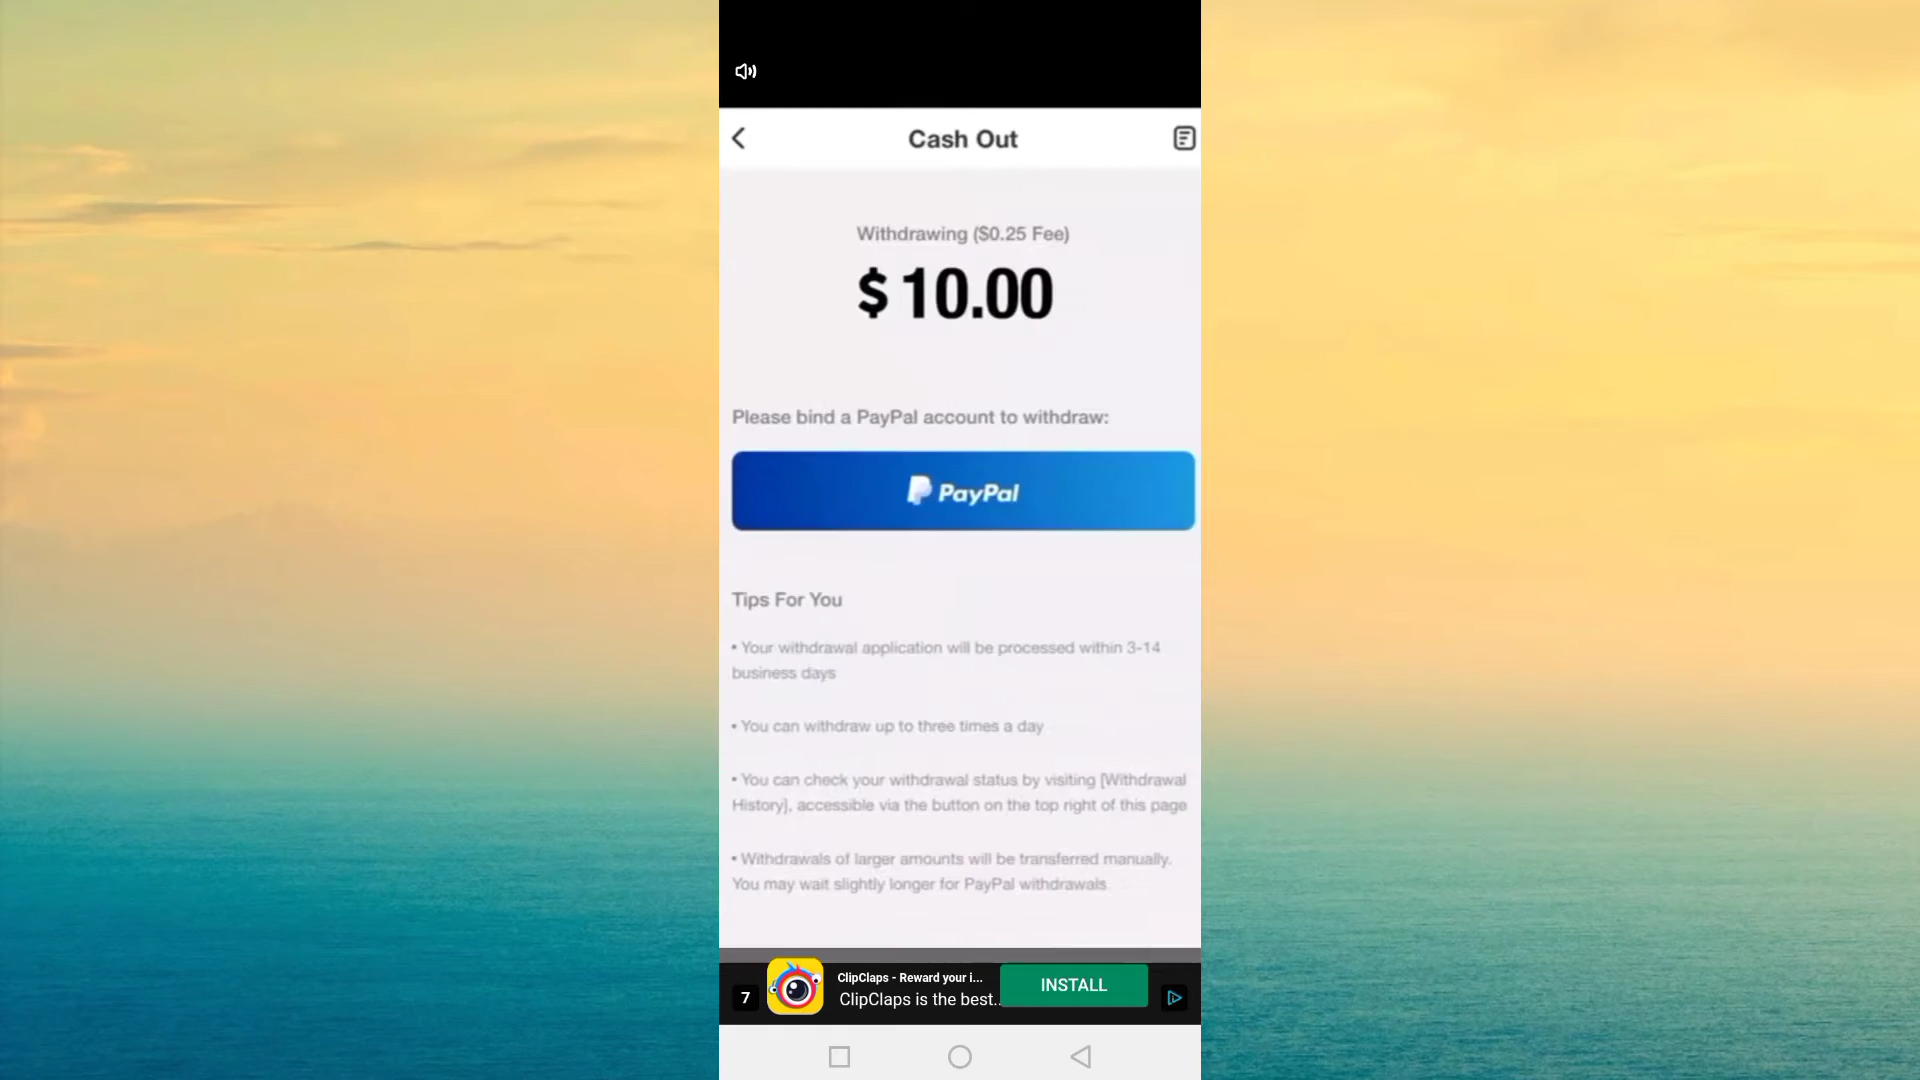 Cash Out
Withdrawing ($0.25 Fee)
$ 10.00
Please bind a PayPal account to withdraw:
PayPal
Tips For You
• Your withdrawal application will be processed within 3-14
business days
• You can withdraw up to three times a day
• You can check your withdrawal status by visiting [Withdrawal
History], accessible via the button on the top right of this page
• Withdrawals of larger amounts will be transferred manually.
You may wait slightly longer for PayPal withdrawals
7
ClipClaps - Reward your i...
ClipClaps is the best..
INSTALL